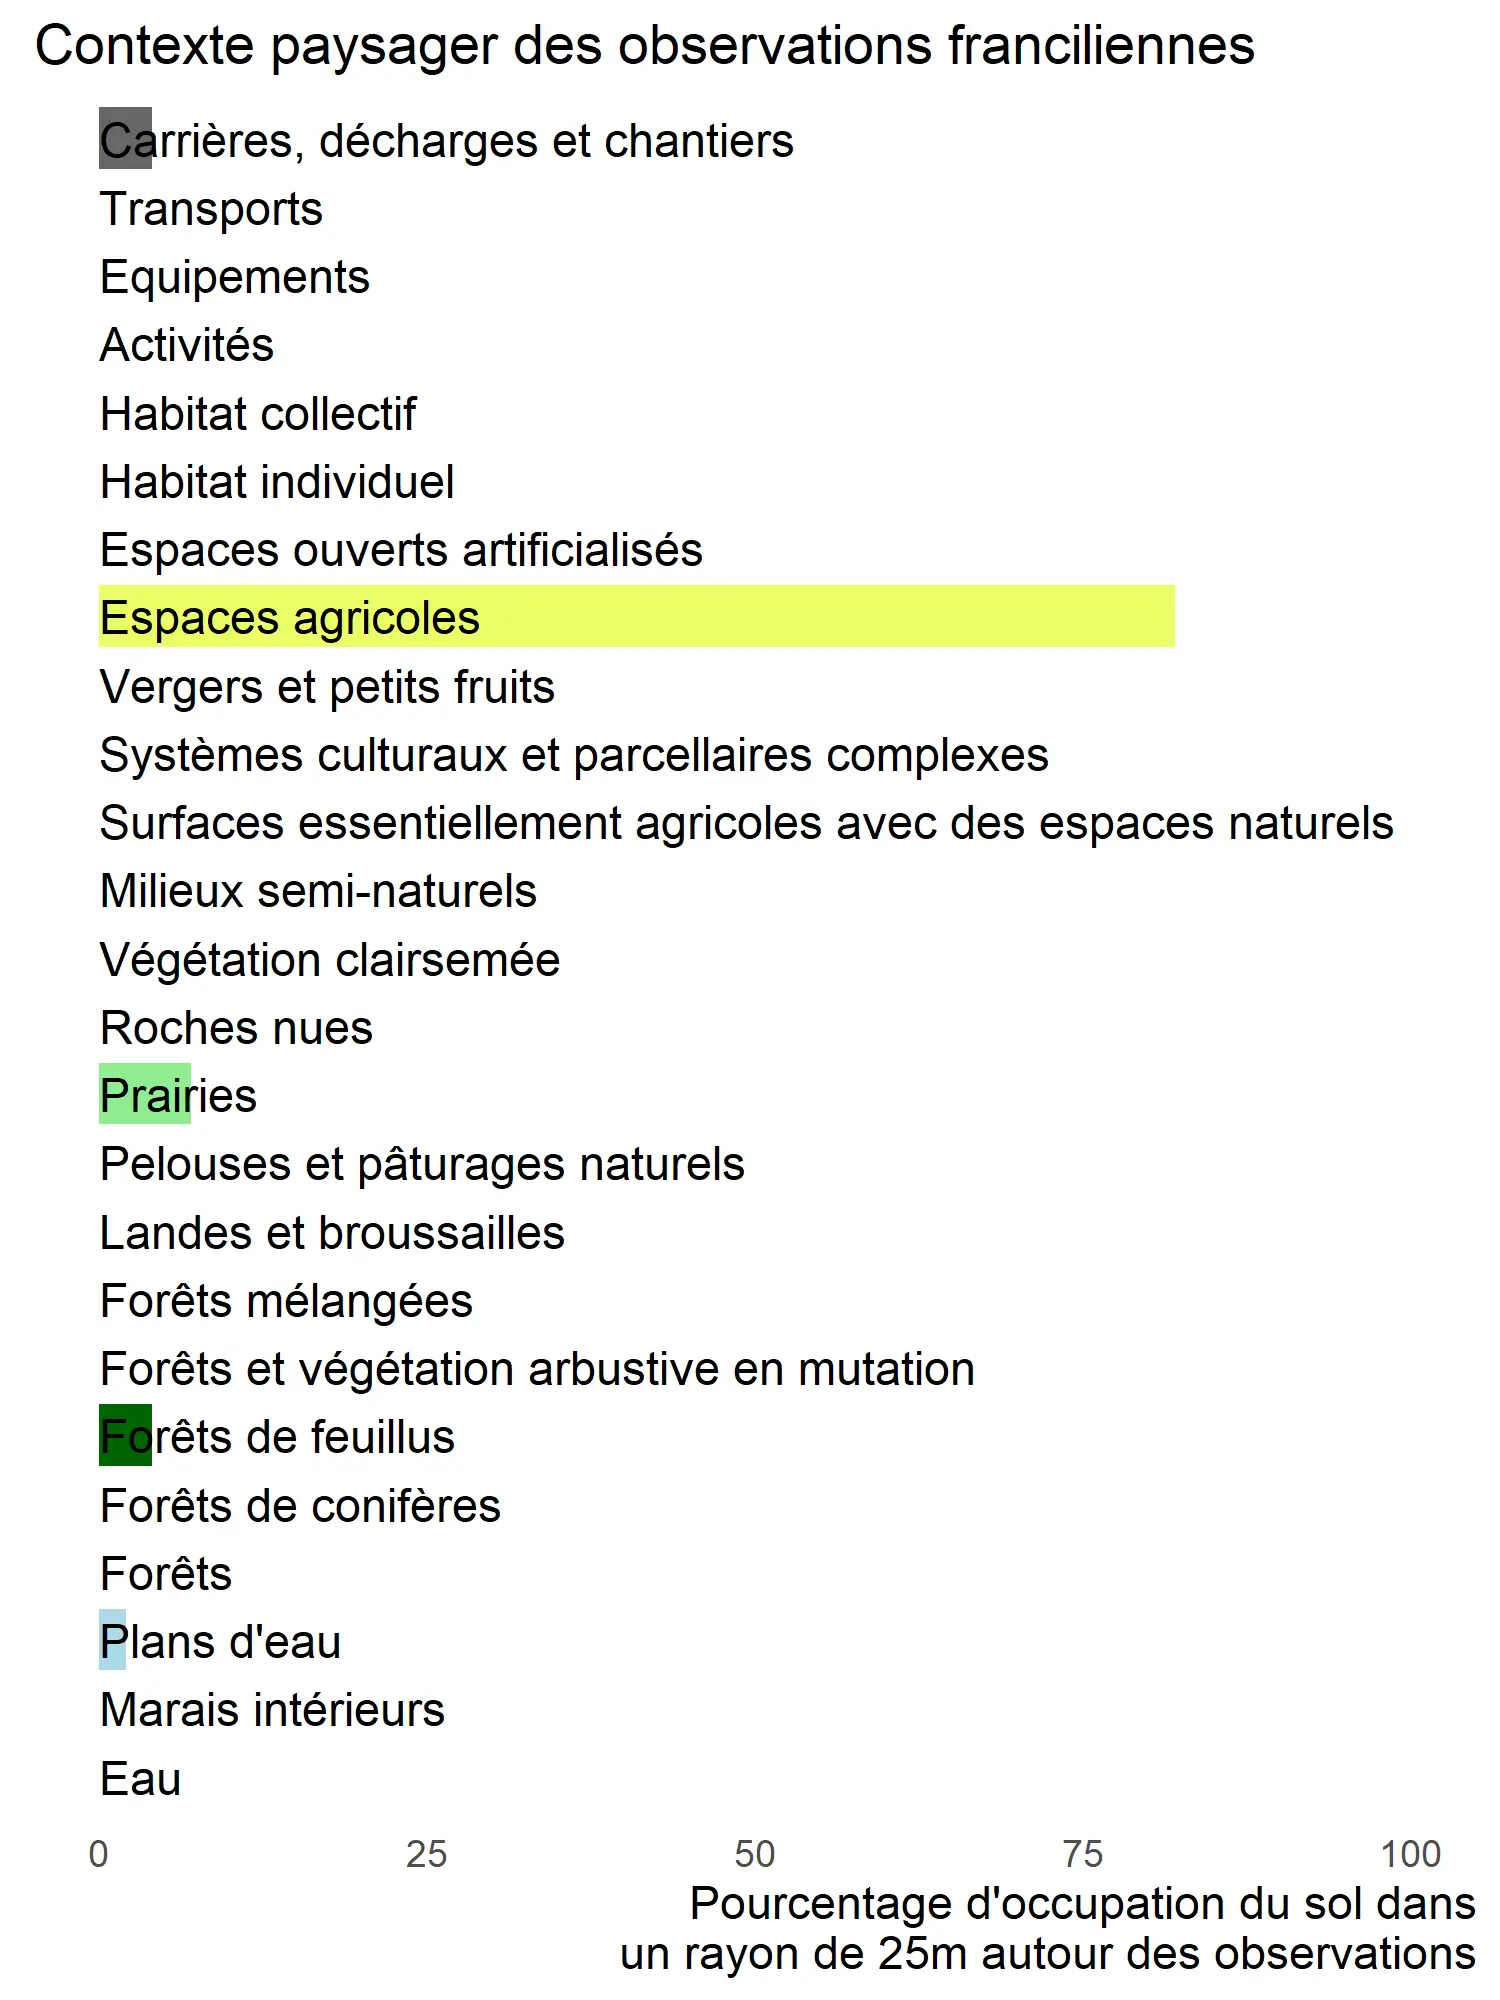 Contexte paysager des observations franciliennes
Carrières, décharges et chantiers
Transports
Equipements
Activités
Habitat collectif
Habitat individuel
Espaces ouverts artificialisés
Espaces agricoles
Vergers et petits fruits
Systèmes culturaux et parcellaires complexes
Surfaces essentiellement agricoles avec des espaces naturels
Milieux semi-naturels
Végétation clairsemée
Roches nues
Prairies
Pelouses et pâturages naturels
Landes et broussailles
Forêts mélangées
Forêts et végétation arbustive en mutation
Forêts de feuillus
Forêts de conifères
Forêts
Plans d'eau
Marais intérieurs
Eau
0 25 50 75 100
Pourcentage d'occupation du sol dans
un rayon de 25m autour des observations